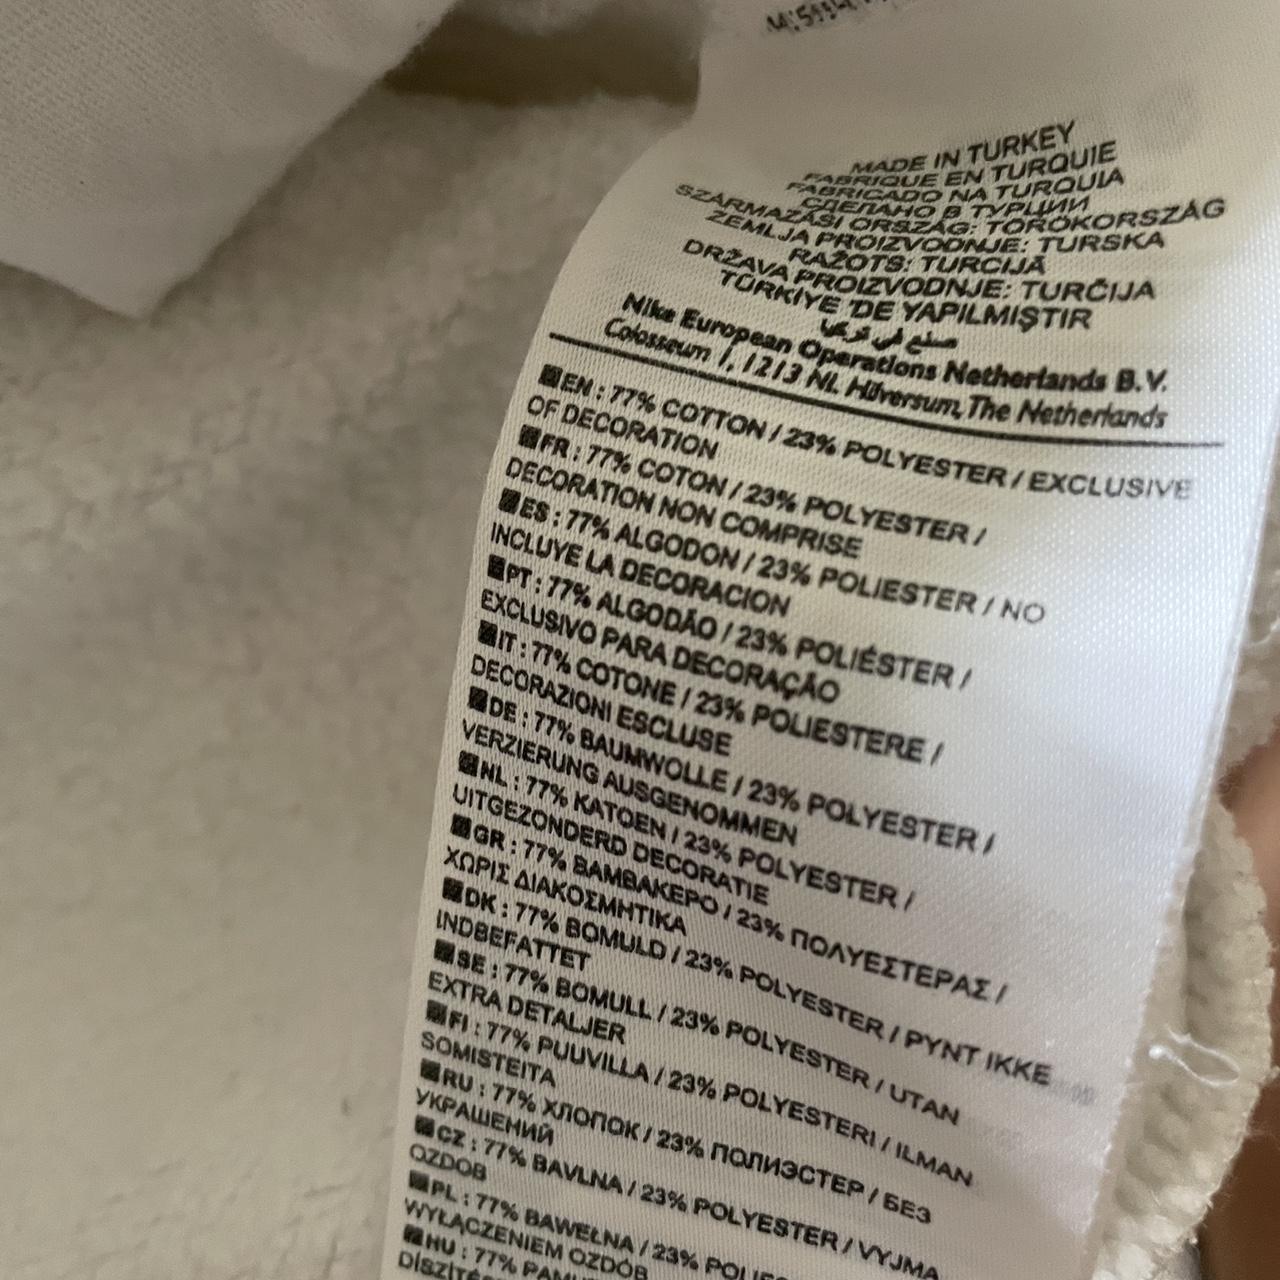 MADE IN TURKEY
FABRIQUE EN TURQUIE
FABRICADO NA TURQUIA
СДЕЛАНО В ТУРЦИИ
SZÁRMAZÁSI ORSZÁG: TÖRÖKORSZÁG
ZEMLJA PROIZVODNJE: TURSKA
RAŽOTS: TURCIJĀ
DRŽAVA PROIZVODNJE: TURČIJA
TÜRKİYE 'DE YAPILMIŞTIR
صنع في تركيا
Nike European Operations Netherlands B.V.
Colosseum 1, 1213 NL Hilversum, The Netherlands
EN : 77% COTTON / 23% POLYESTER / EXCLUSIVE
OF DECORATION
FR : 77% COTON / 23% POLYESTER /
DECORATION NON COMPRISE
ES : 77% ALGODON / 23% POLIESTER / NO
INCLUYE LA DECORACION
PT : 77% ALGODÃO / 23% POLIÉSTER /
EXCLUSIVO PARA DECORAÇÃO
IT : 77% COTONE / 23% POLIESTERE /
DECORAZIONI ESCLUSE
DE : 77% BAUMWOLLE / 23% POLYESTER /
VERZIERUNG AUSGENOMMEN
NL : 77% KATOEN / 23% POLYESTER /
UITGEZONDERD DECORATIE
GR : 77% ΒΑΜΒΑΚΕΡΟ / 23% ΠΟΛΥΕΣΤΕΡΑΣ /
ΧΩΡΙΣ ΔΙΑΚΟΣΜΗΤΙΚΑ
DK : 77% BOMULD / 23% POLYESTER / PYNT IKKE
INDBEFATTET
SE : 77% BOMULL / 23% POLYESTER / UTAN
EXTRA DETALJER
FI : 77% PUUVILLA / 23% POLYESTERI / ILMAN
SOMISTEITA
RU : 77% ХЛОПОК / 23% ПОЛИЭСТЕР / БЕЗ
УКРАШЕНИЙ
CZ : 77% BAVLNA / 23% POLYESTER / VYJMA
OZDOB
PL : 77% BAWEŁNA / 23%
WYŁĄCZENIEM OZDÓB
HU : 77%